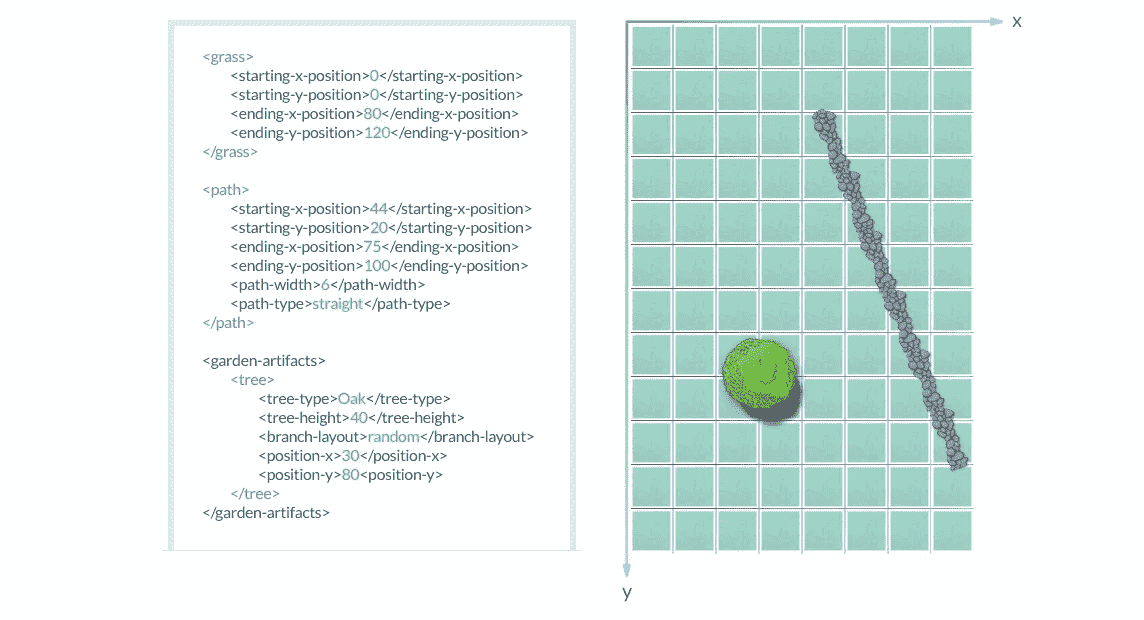 <grass>
<starting-x-position>0</starting-x-position>
<starting-y-position>0</starting-y-position>
<ending-x-position>80</ending-x-position>
<ending-y-position>120</ending-y-position>
</grass>
<path>
<starting-x-position>44</starting-x-position>
<starting-y-position>20</starting-y-position>
<ending-x-position>75</ending-x-position>
<ending-y-position>100</ending-y-position>
<path-width>6</path-width>
<path-type>straight</path-type>
</path>
<garden-artifacts>
<tree>
<tree-type>Oak</tree-type>
<tree-height>40</tree-height>
<branch-layout>random</branch-layout>
<position-x>30</position-x>
<position-y>80<position-y>
</tree>
</garden-artifacts>
x
y